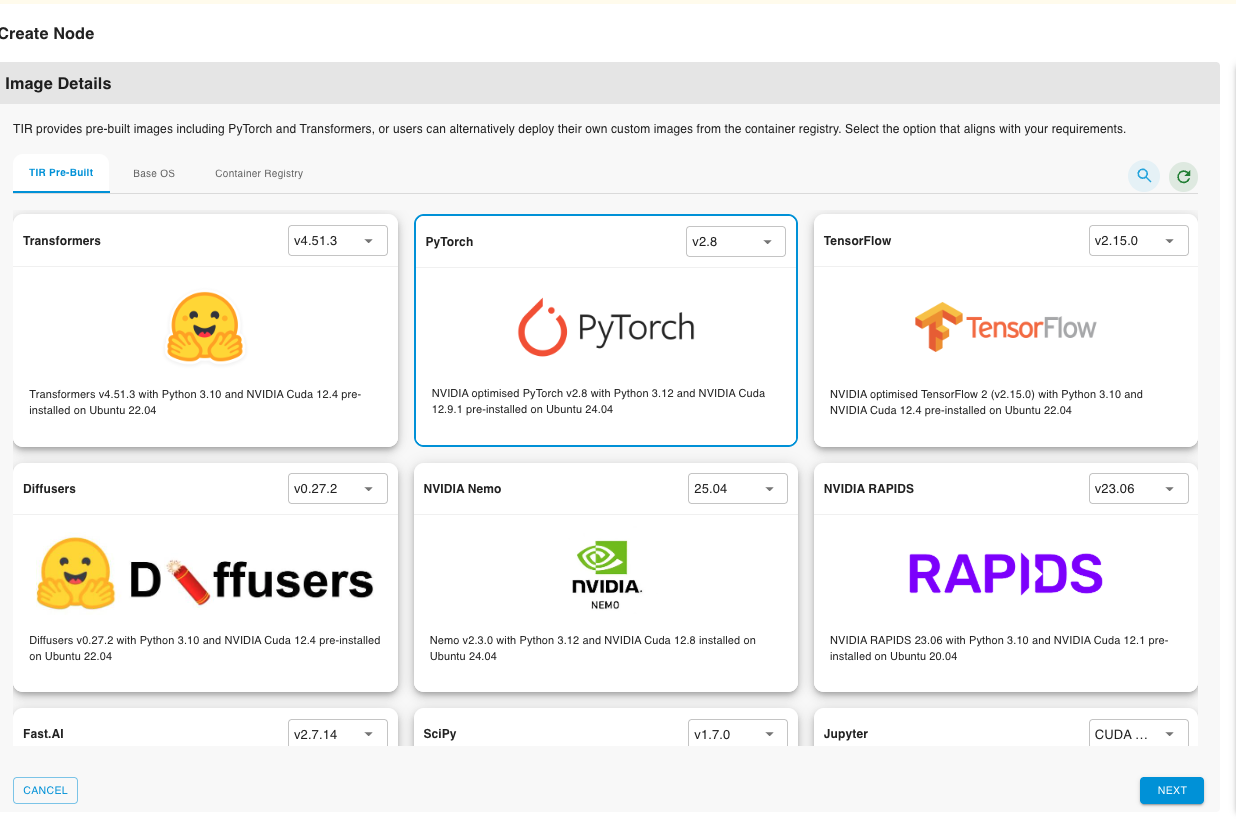 Create Node
Image Details
TIR provides pre-built images including PyTorch and Transformers, or users can alternatively deploy their own custom images from the container registry. Select the option that aligns with your requirements.
TIR Pre-Built
Base OS
Container Registry
Transformers
v4.51.3
Transformers v4.51.3 with Python 3.10 and NVIDIA Cuda 12.4 pre-
installed on Ubuntu 22.04
PyTorch
v2.8
PyTorch
NVIDIA optimised PyTorch v2.8 with Python 3.12 and NVIDIA Cuda
12.9.1 pre-installed on Ubuntu 24.04
TensorFlow
v2.15.0
TensorFlow
NVIDIA optimised TensorFlow 2 (v2.15.0) with Python 3.10 and
NVIDIA Cuda 12.4 pre-installed on Ubuntu 22.04
Diffusers
v0.27.2
D🧨ffusers
Diffusers v0.27.2 with Python 3.10 and NVIDIA Cuda 12.4 pre-installed
on Ubuntu 22.04
NVIDIA Nemo
25.04
NVIDIA.
NEMO
Nemo v2.3.0 with Python 3.12 and NVIDIA Cuda 12.8 installed on
Ubuntu 24.04
NVIDIA RAPIDS
v23.06
RAPIDS
NVIDIA RAPIDS 23.06 with Python 3.10 and NVIDIA Cuda 12.1 pre-
installed on Ubuntu 20.04
Fast.AI
v2.7.14
SciPy
v1.7.0
Jupyter
CUDA ...
CANCEL
NEXT